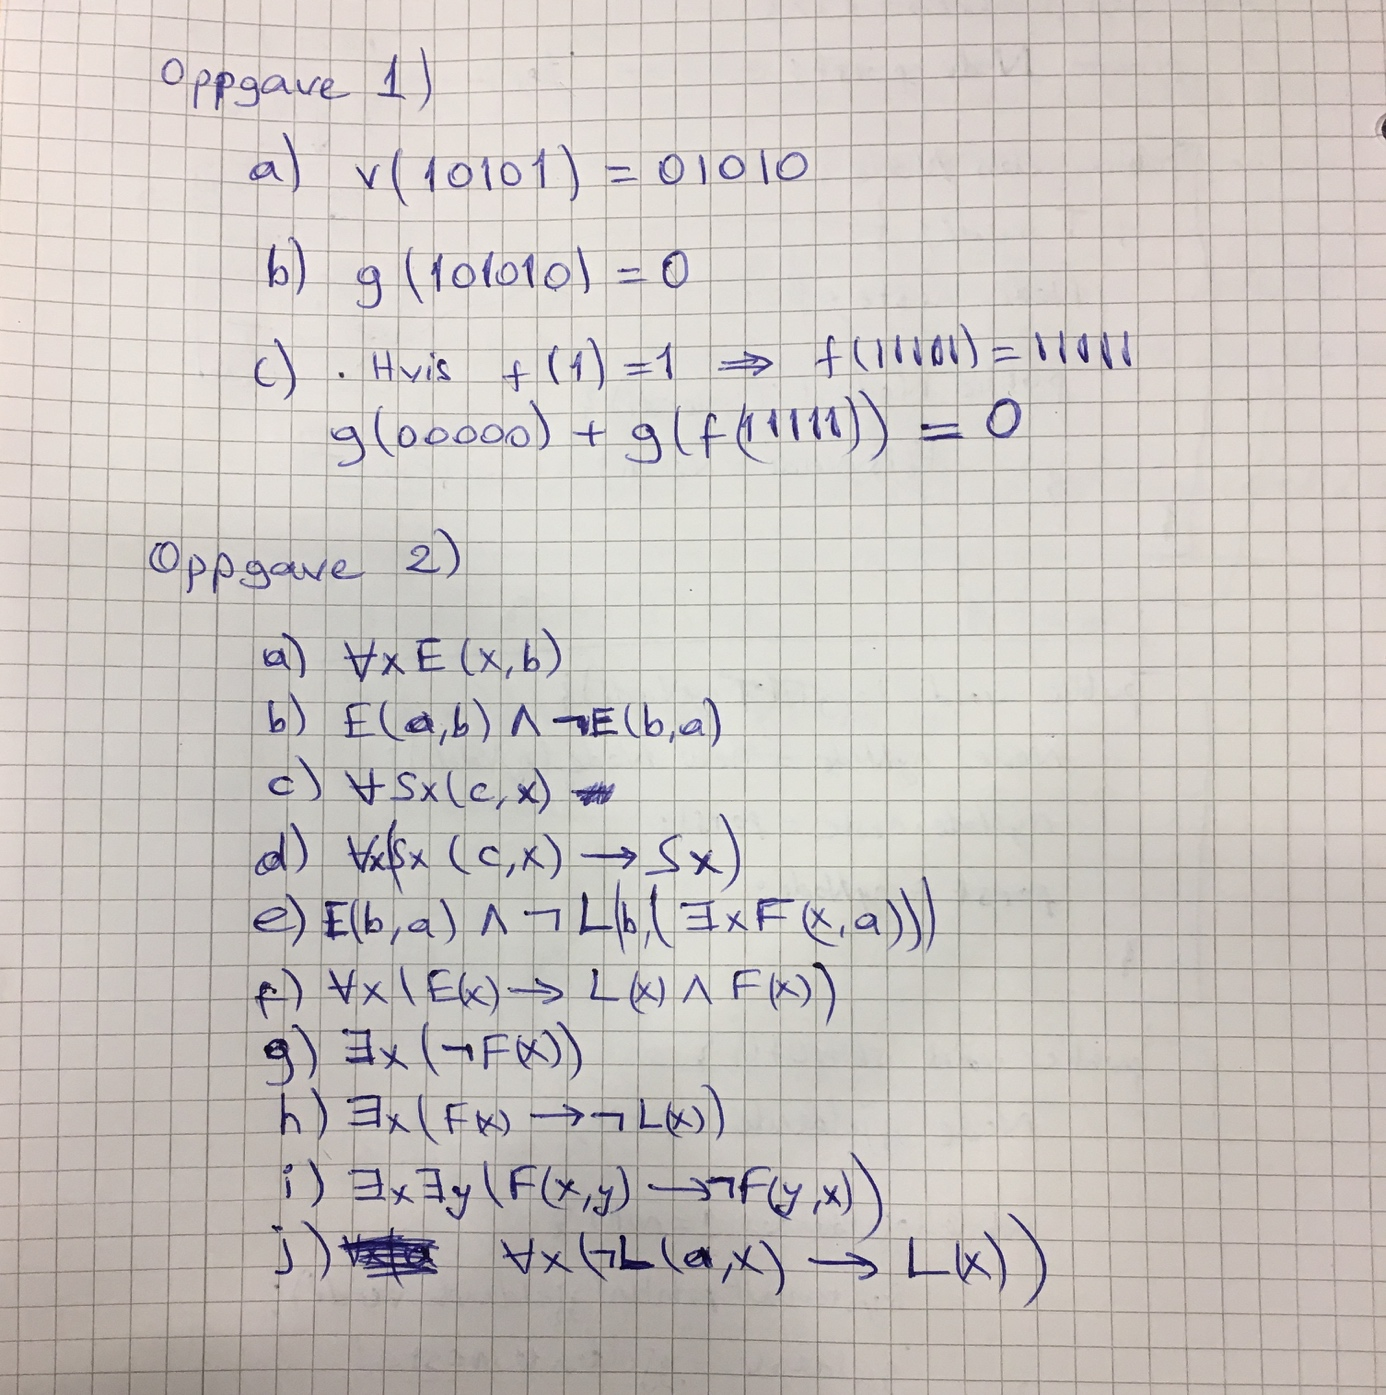 Oppgave 1)
a) v(10101) = 01010
b) g(101010) = 0
c) . Hvis f(1) = 1 ⇒ f(11111) = 11111
g(00000) + g(f(11111)) = 0
Oppgave 2)
a) ∀x E(x,b)
b) E(a,b) ∧ ¬E(b,a)
c) ∀Sx(c,x)
d) ∀x(Sx(c,x) → Sx)
e) E(b,a) ∧ ¬L(b,(∃xF(x,a)))
f) ∀x(E(x) → L(x) ∧ F(x))
g) ∃x(¬F(x))
h) ∃x(F(x) → ¬L(x))
i) ∃x∃y(F(x,y) → ¬F(y,x))
j) ∀x(¬L(a,x) → L(x))